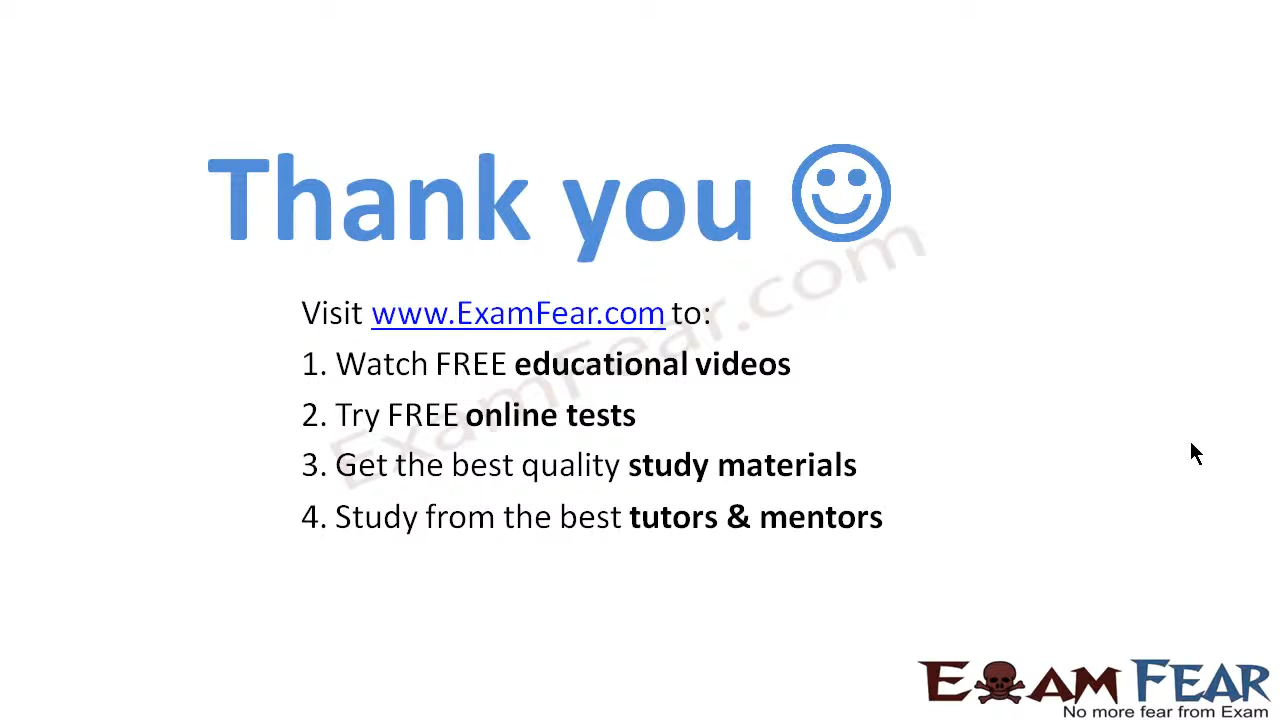 Thank you
Visit www.ExamFear.com to:
1. Watch FREE educational videos
2. Try FREE online tests
3. Get the best quality study materials
4. Study from the best tutors & mentors
ExamFear.com
EXAM FEAR
No more fear from Exam